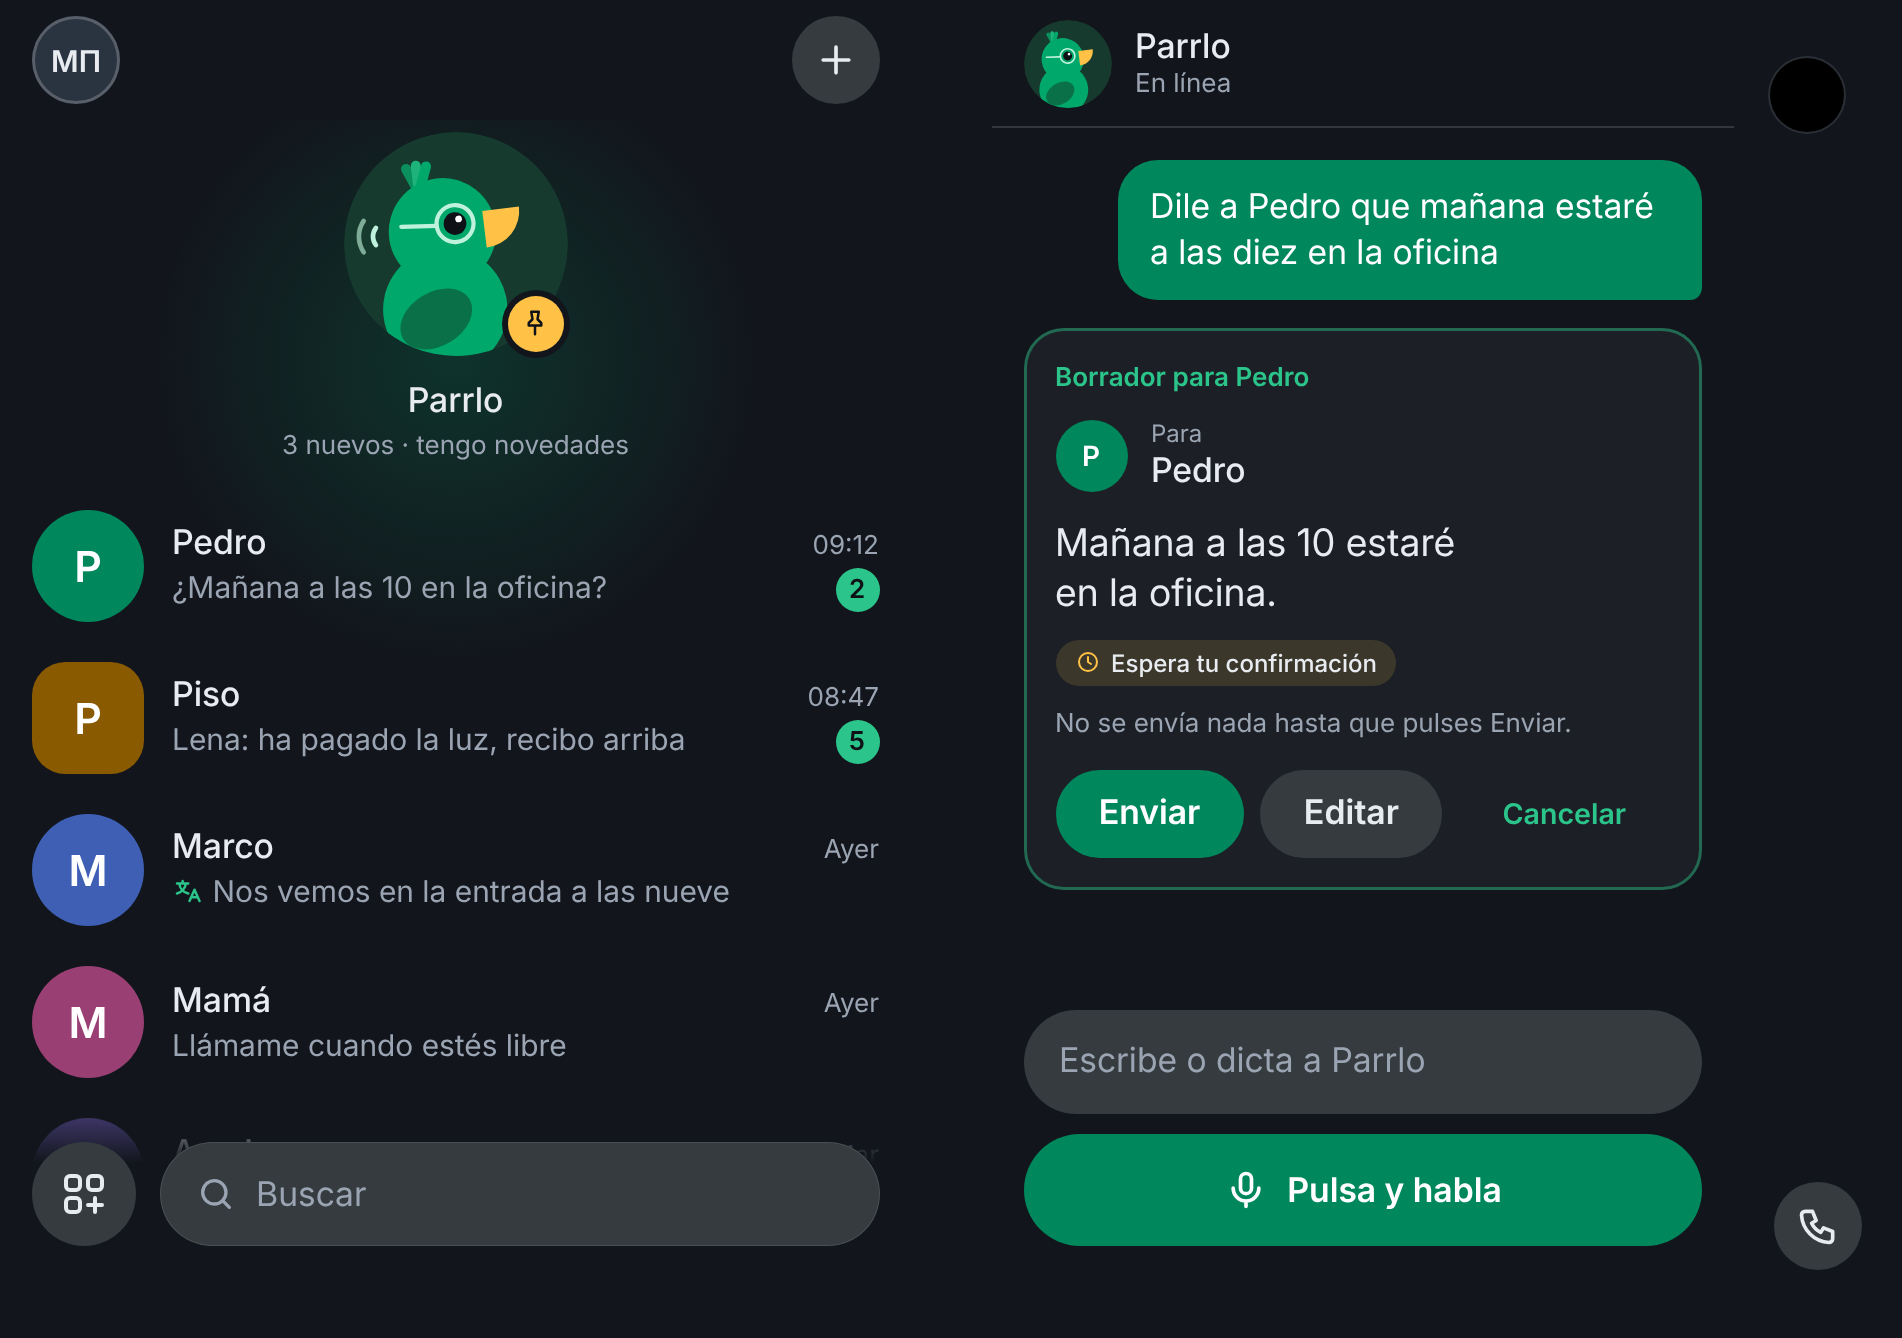 МП
Parrlo
3 nuevos · tengo novedades
P
Pedro
09:12
¿Mañana a las 10 en la oficina?
2
P
Piso
08:47
Lena: ha pagado la luz, recibo arriba
5
M
Marco
Ayer
Nos vemos en la entrada a las nueve
M
Mamá
Ayer
Llámame cuando estés libre
Buscar
Parrlo
En línea
Dile a Pedro que mañana estaré
a las diez en la oficina
Borrador para Pedro
P
Para
Pedro
Mañana a las 10 estaré
en la oficina.
Espera tu confirmación
No se envía nada hasta que pulses Enviar.
Enviar
Editar
Cancelar
Escribe o dicta a Parrlo
Pulsa y habla